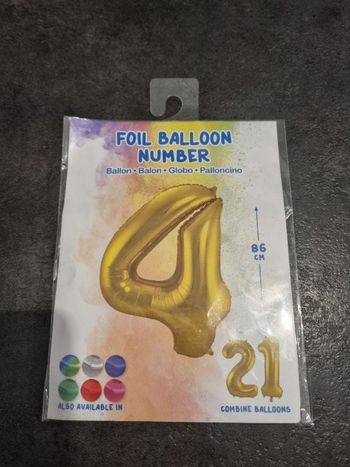 FOIL BALLOON
NUMBER
Ballon • Balon • Globo • Palloncino
4
86
CM
21
ALSO AVAILABLE IN
COMBINE BALLOONS